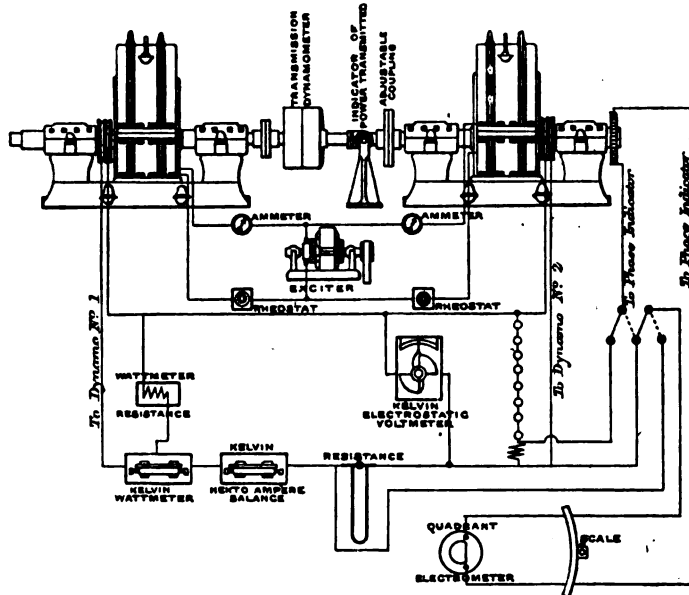 TRANSMISSION
DYNAMOMETER
INDICATOR OF
POWER TRANSMITTED
ADJUSTABLE
COUPLING
AMMETER
AMMETER
EXCITER
RHEOSTAT
RHEOSTAT
To Dynamo Nº 1
To Dynamo Nº 2
To Phase Indicator
To Phase Indicator
WATTMETER
RESISTANCE
KELVIN
ELECTROSTATIC
VOLTMETER
KELVIN
WATTMETER
KELVIN
HEKTO AMPERE
BALANCE
RESISTANCE
QUADRANT
ELECTROMETER
SCALE